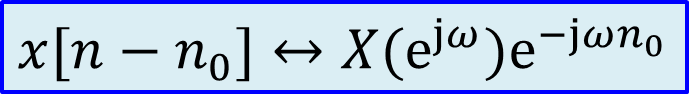 x[n − n₀] ↔ X(e^{jω})e^{−jωn₀}